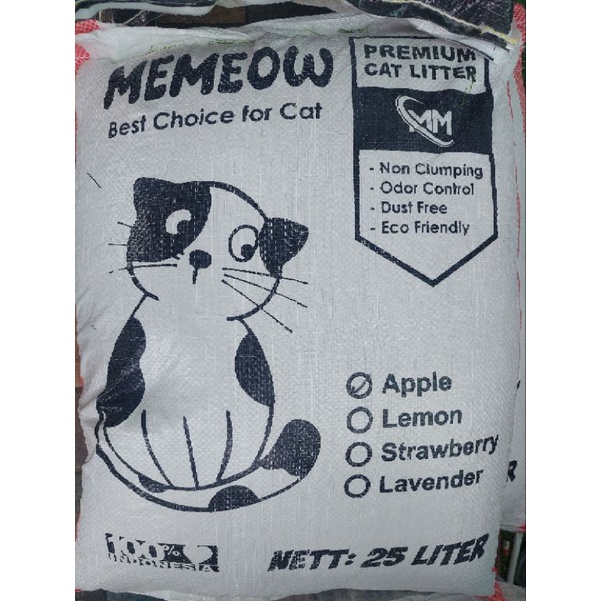 MEMEOW
Best Choice for Cat
PREMIUM
CAT LITTER
MM
- Non Clumping
- Odor Control
- Dust Free
- Eco Friendly
Apple
Lemon
Strawberry
Lavender
100%
INDONESIA
NETT: 25 LITER
R